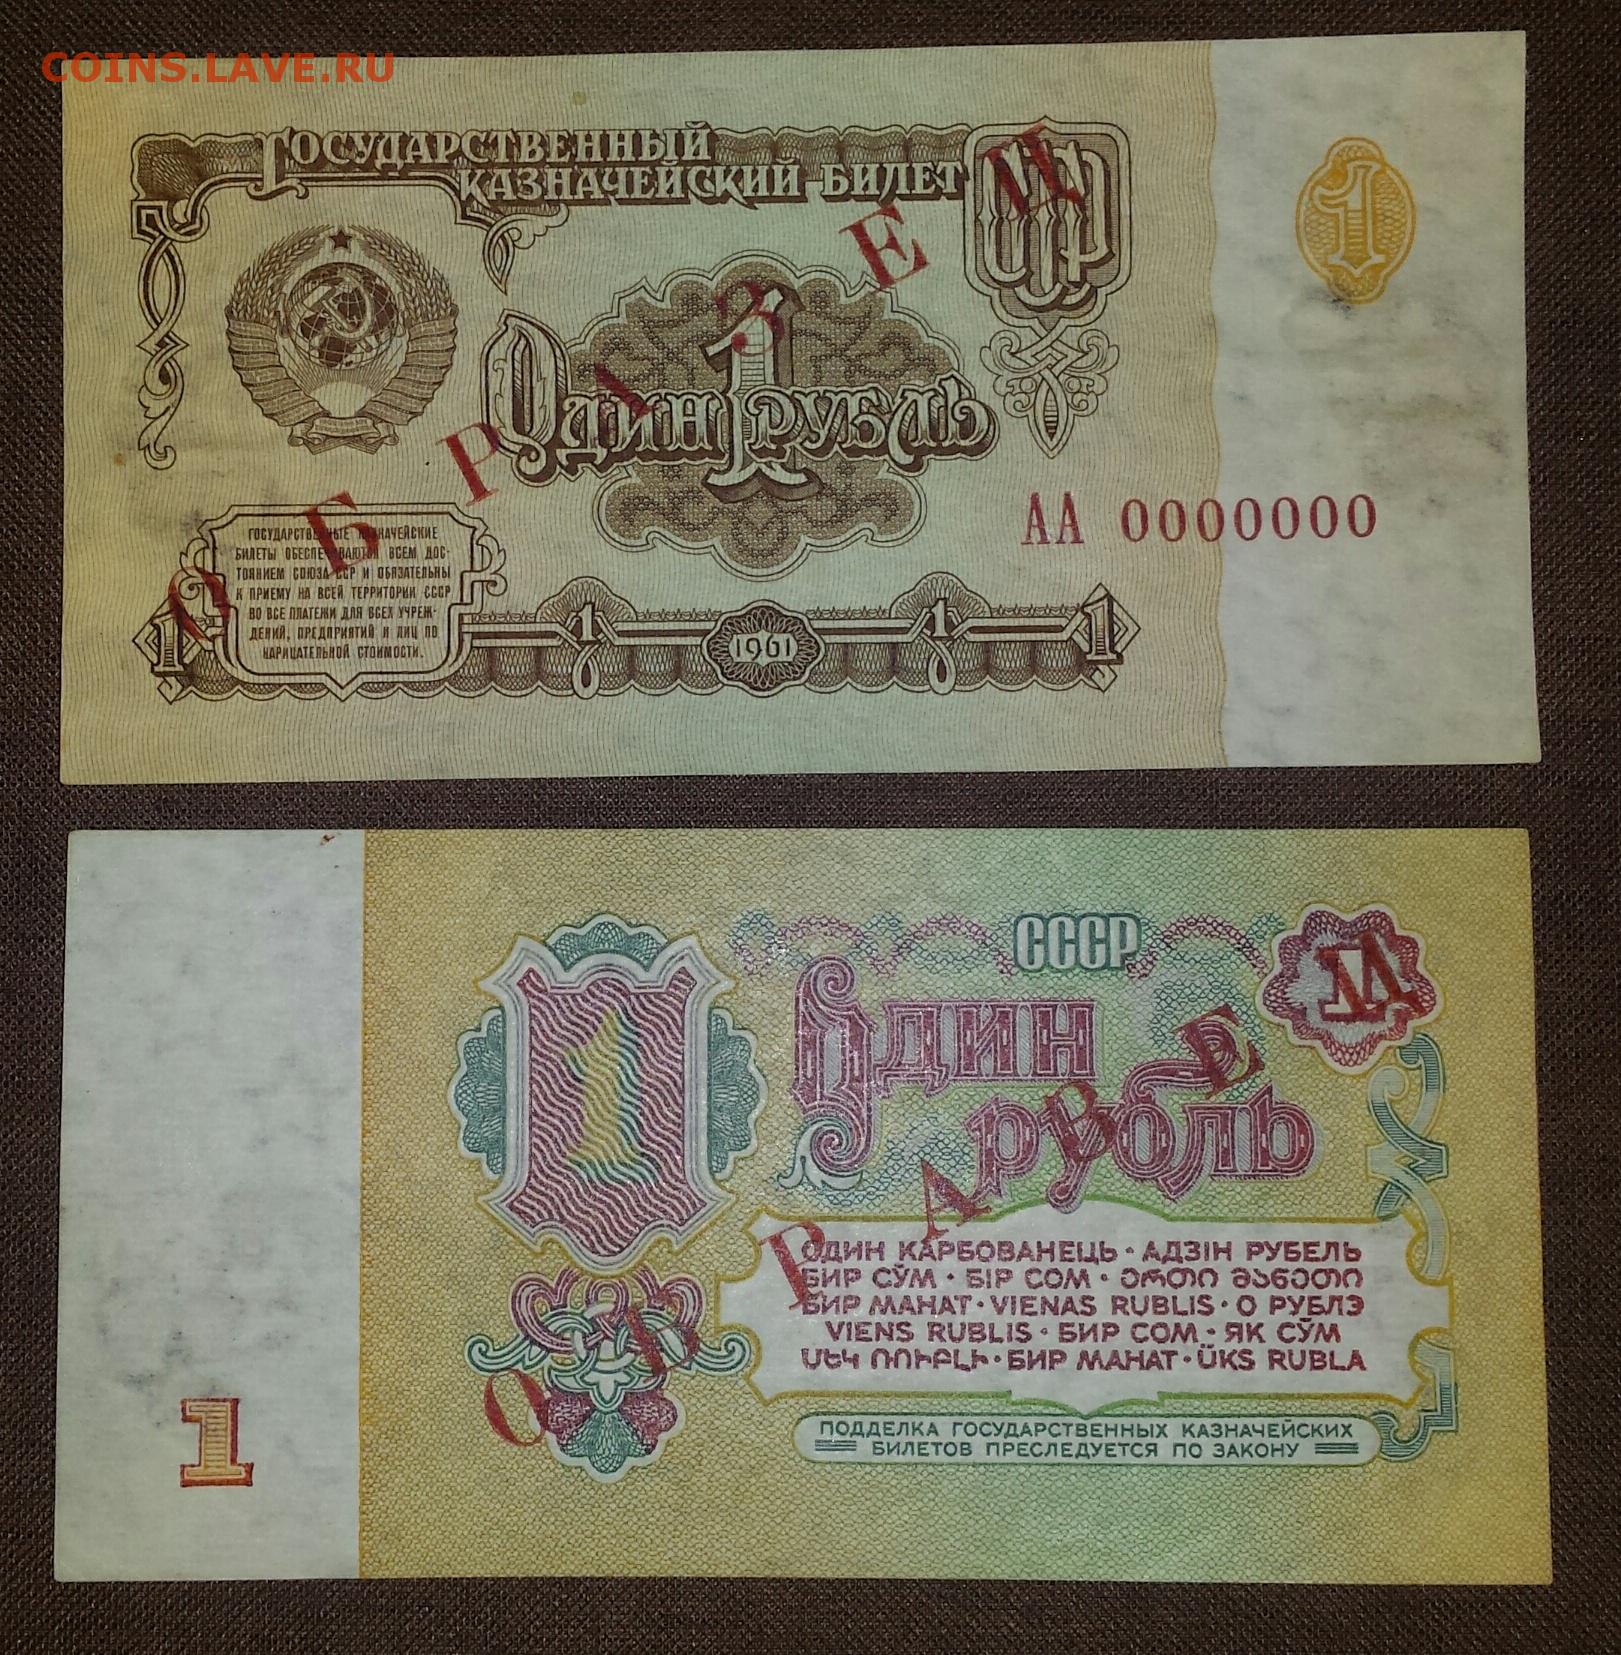 COINS.LAVE.RU
ГОСУДАРСТВЕННЫЙ
КАЗНАЧЕЙСКИЙ БИЛЕТ
СССР
1
ОБРАЗЕЦ
1
ОДИН РУБЛЬ
АА 0000000
ГОСУДАРСТВЕННЫЕ КАЗНАЧЕЙСКИЕ
БИЛЕТЫ ОБЕСПЕЧИВАЮТСЯ ВСЕМ ДОС-
ТОЯНИЕМ СОЮЗА ССР И ОБЯЗАТЕЛЬНЫ
К ПРИЕМУ НА ВСЕЙ ТЕРРИТОРИИ СССР
ВО ВСЕ ПЛАТЕЖИ ДЛЯ ВСЕХ УЧРЕЖ-
ДЕНИЙ, ПРЕДПРИЯТИЙ И ЛИЦ ПО
НАРИЦАТЕЛЬНОЙ СТОИМОСТИ.
1 1 1961 1 1
СССР
1
ОДИН
РУБЛЬ
ОБРАЗЕЦ
ОДИН КАРБОВАНЕЦЬ · АДЗІН РУБЕЛЬ
БИР СЎМ · БІР СОМ · ᲔᲠᲗᲘ ᲛᲐᲜᲔᲗᲘ
БИР МАНАТ · VIENAS RUBLIS · О РУБЛЭ
VIENS RUBLIS · БИР СОМ · ЯК СӮМ
ՄԵԿ ՌՈՒԲԼԻ · БИР МАНАТ · ÜKS RUBLA
ПОДДЕЛКА ГОСУДАРСТВЕННЫХ КАЗНАЧЕЙСКИХ
БИЛЕТОВ ПРЕСЛЕДУЕТСЯ ПО ЗАКОНУ
1